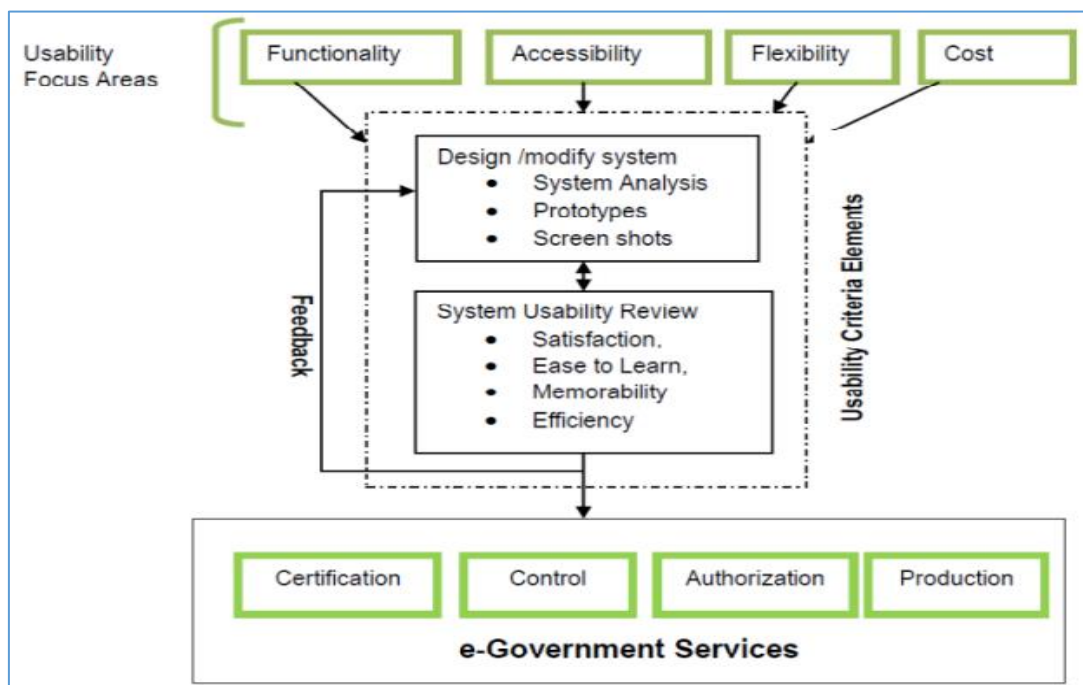 Usability
Focus Areas
Functionality
Accessibility
Flexibility
Cost
Design /modify system
● System Analysis
● Prototypes
● Screen shots
System Usability Review
● Satisfaction,
● Ease to Learn,
● Memorability
● Efficiency
Feedback
Usability Criteria Elements
Certification
Control
Authorization
Production
e-Government Services